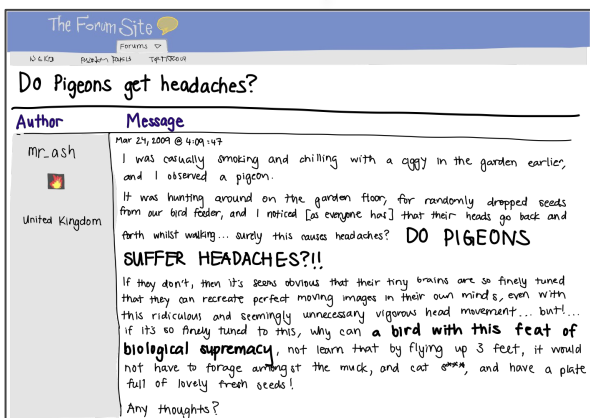 The Forum Site
Forums
Do Pigeons get headaches?
Author
Message
Mar 24, 2009 @ 4:09:47
mr_ash
I was casually smoking and chilling with a cggy in the garden earlier,
and I observed a pigeon.
United Kingdom
It was hunting around on the garden floor, for randomly dropped seeds
from our bird feeder, and I noticed [as everyone has] that their heads go back and
forth whilst walking... surely this causes headaches? DO PIGEONS
SUFFER HEADACHES?!!
If they don't, then it's seems obvious that their tiny brains are so finely tuned
that they can recreate perfect moving images in their own minds, even with
this ridiculous and seemingly unnecessary vigorous head movement... but!...
if it's so finely tuned to this, why can a bird with this feat of
biological supremacy, not learn that by flying up 3 feet, it would
not have to forage amongst the muck, and cat s***, and have a plate
full of lovely fresh seeds!
Any thoughts?